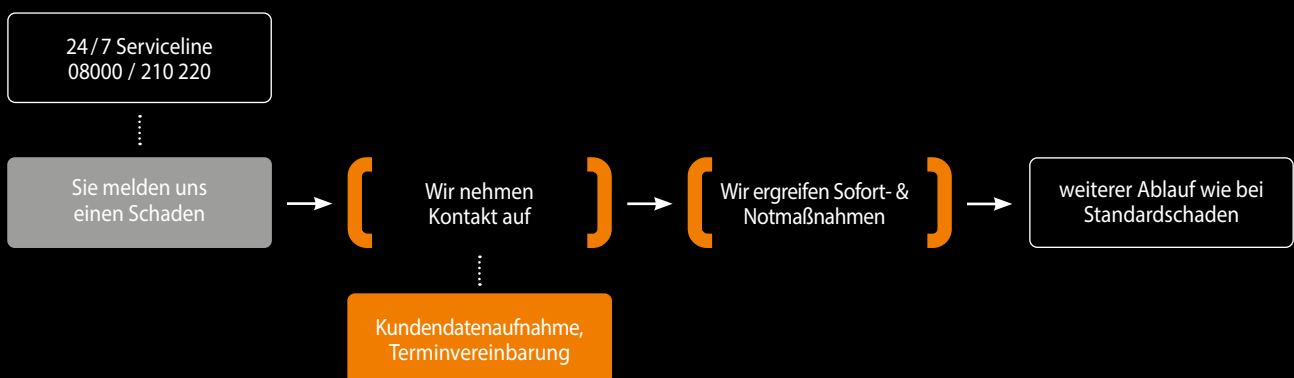 24/7 Serviceline
08000 / 210 220
Sie melden uns
einen Schaden
Wir nehmen
Kontakt auf
Wir ergreifen Sofort- &
Notmaßnahmen
weiterer Ablauf wie bei
Standardschaden
Kundendatenaufnahme,
Terminvereinbarung